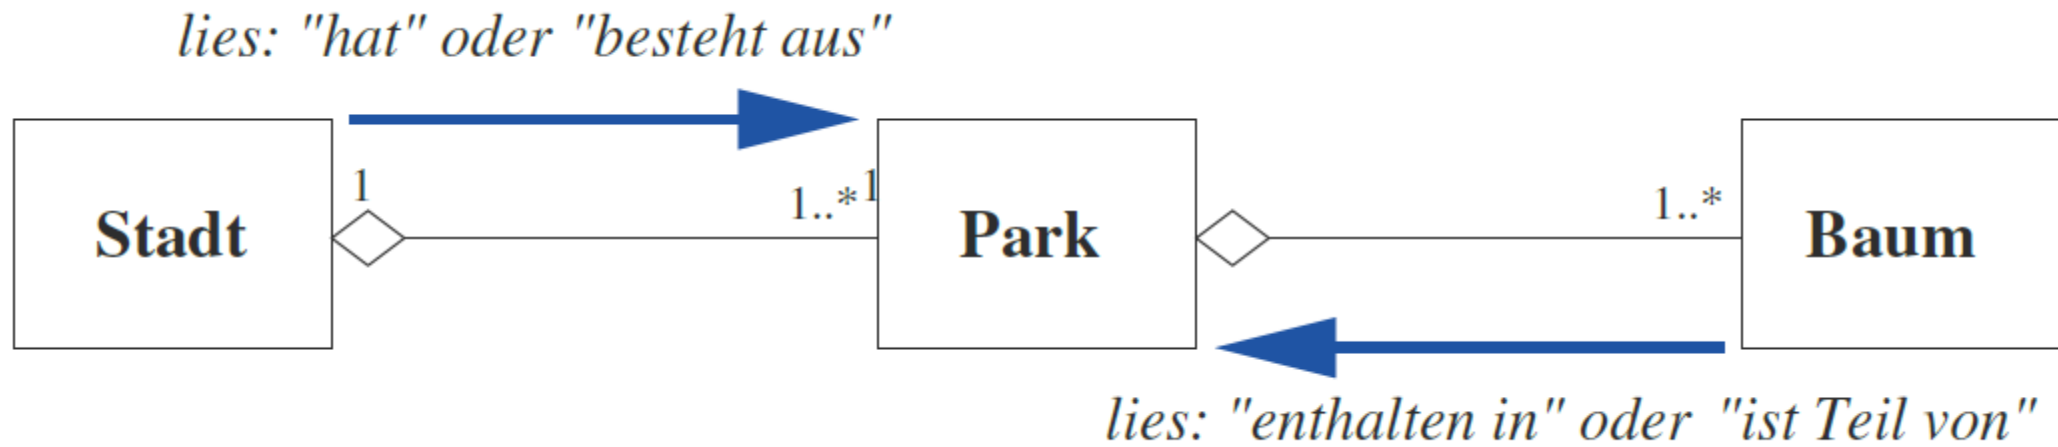 lies: "hat" oder "besteht aus"
1
1..*
1
1..*
Stadt
Park
Baum
lies: "enthalten in" oder "ist Teil von"